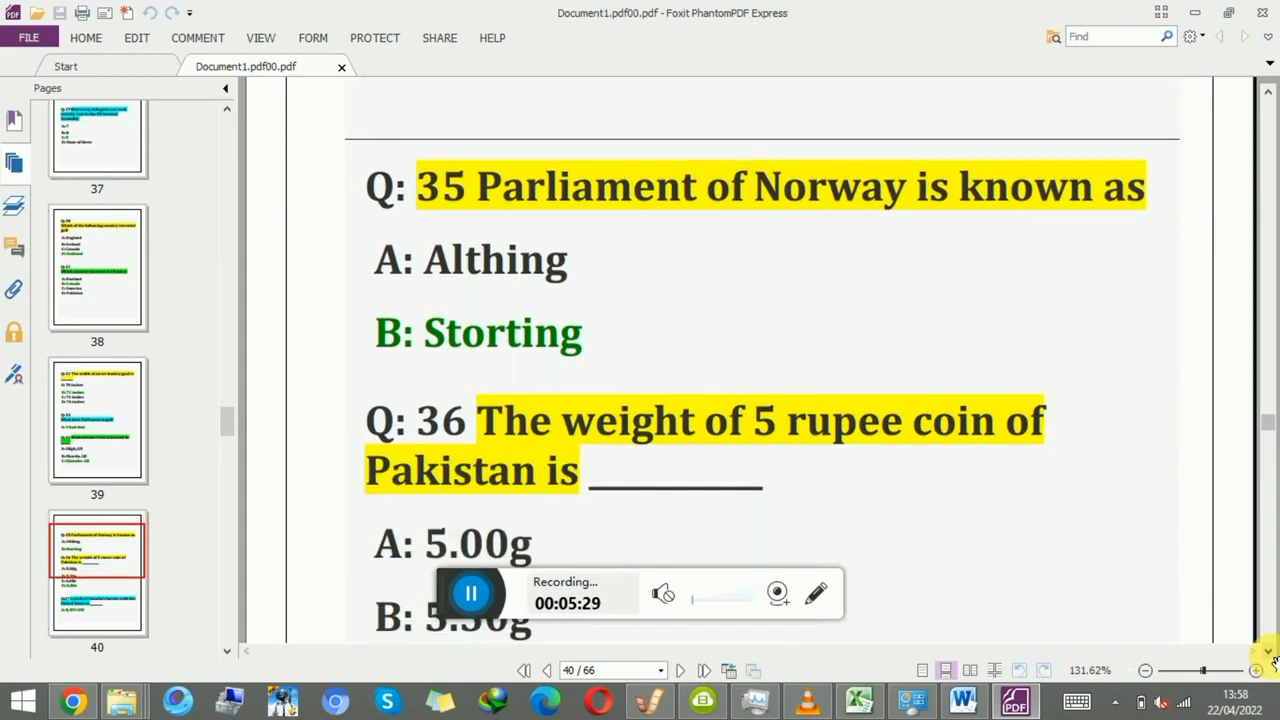 Document1.pdf00.pdf - Foxit PhantomPDF Express
FILE HOME EDIT COMMENT VIEW FORM PROTECT SHARE HELP
Find
Start
Document1.pdf00.pdf
Pages
37
38
39
40
Q: 35 Parliament of Norway is known as
A: Althing
B: Storting
Q: 36 The weight of 5 rupee coin of
Pakistan is __________
A: 5.00g
B: 5.50g
Recording...
00:05:29
40 / 66
131.62%
13:58
22/04/2022